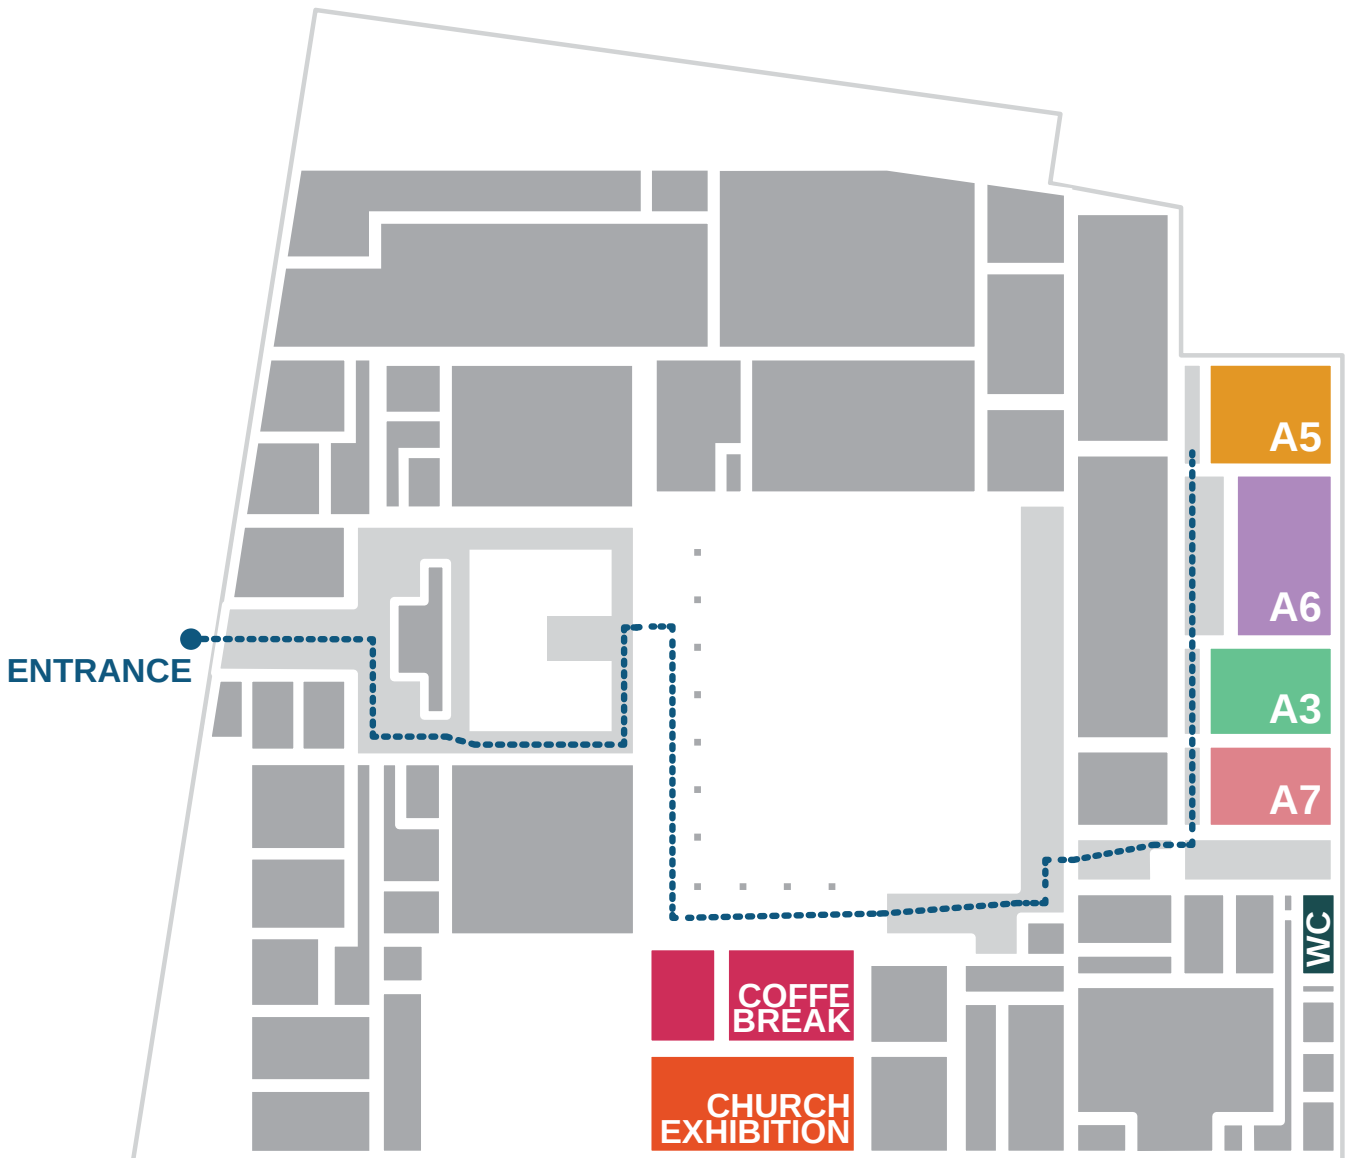 A5
A6
ENTRANCE
A3
A7
WC
COFFE
BREAK
CHURCH
EXHIBITION